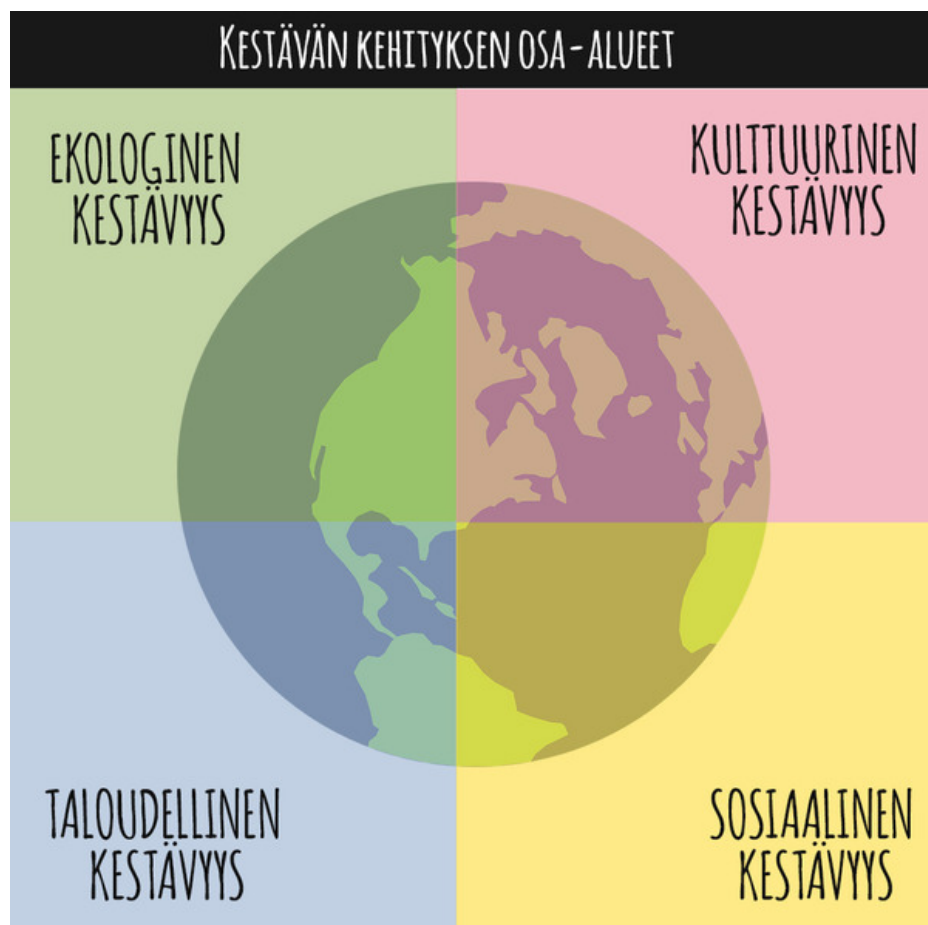 Kestävän kehityksen osa-alueet
EKOLOGINEN
KESTÄVYYS
KULTTUURINEN
KESTÄVYYS
TALOUDELLINEN
KESTÄVYYS
SOSIAALINEN
KESTÄVYYS